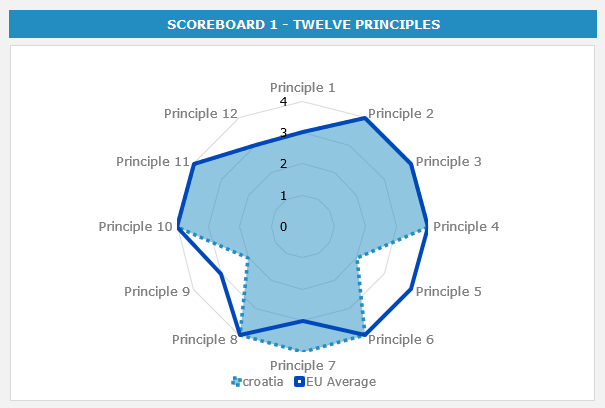 SCOREBOARD 1 - TWELVE PRINCIPLES
Principle 1
4
Principle 12
Principle 2
3
Principle 11
Principle 3
2
1
Principle 10
0
Principle 4
Principle 9
Principle 5
Principle 8
Principle 6
Principle 7
croatia
EU Average